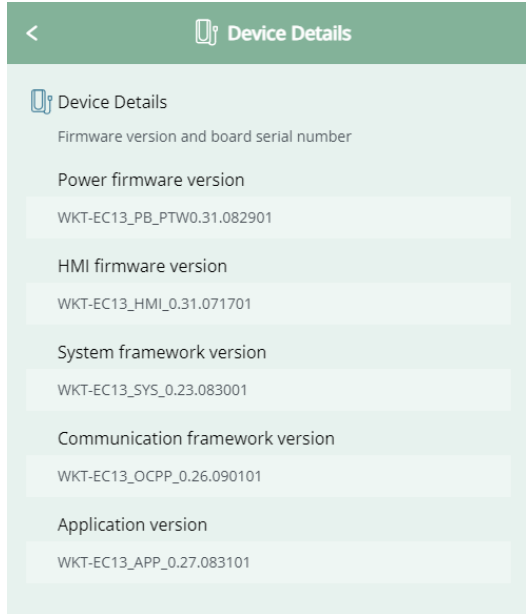 Device Details
Device Details
Firmware version and board serial number
Power firmware version
WKT-EC13_PB_PTW0.31.082901
HMI firmware version
WKT-EC13_HMI_0.31.071701
System framework version
WKT-EC13_SYS_0.23.083001
Communication framework version
WKT-EC13_OCPP_0.26.090101
Application version
WKT-EC13_APP_0.27.083101